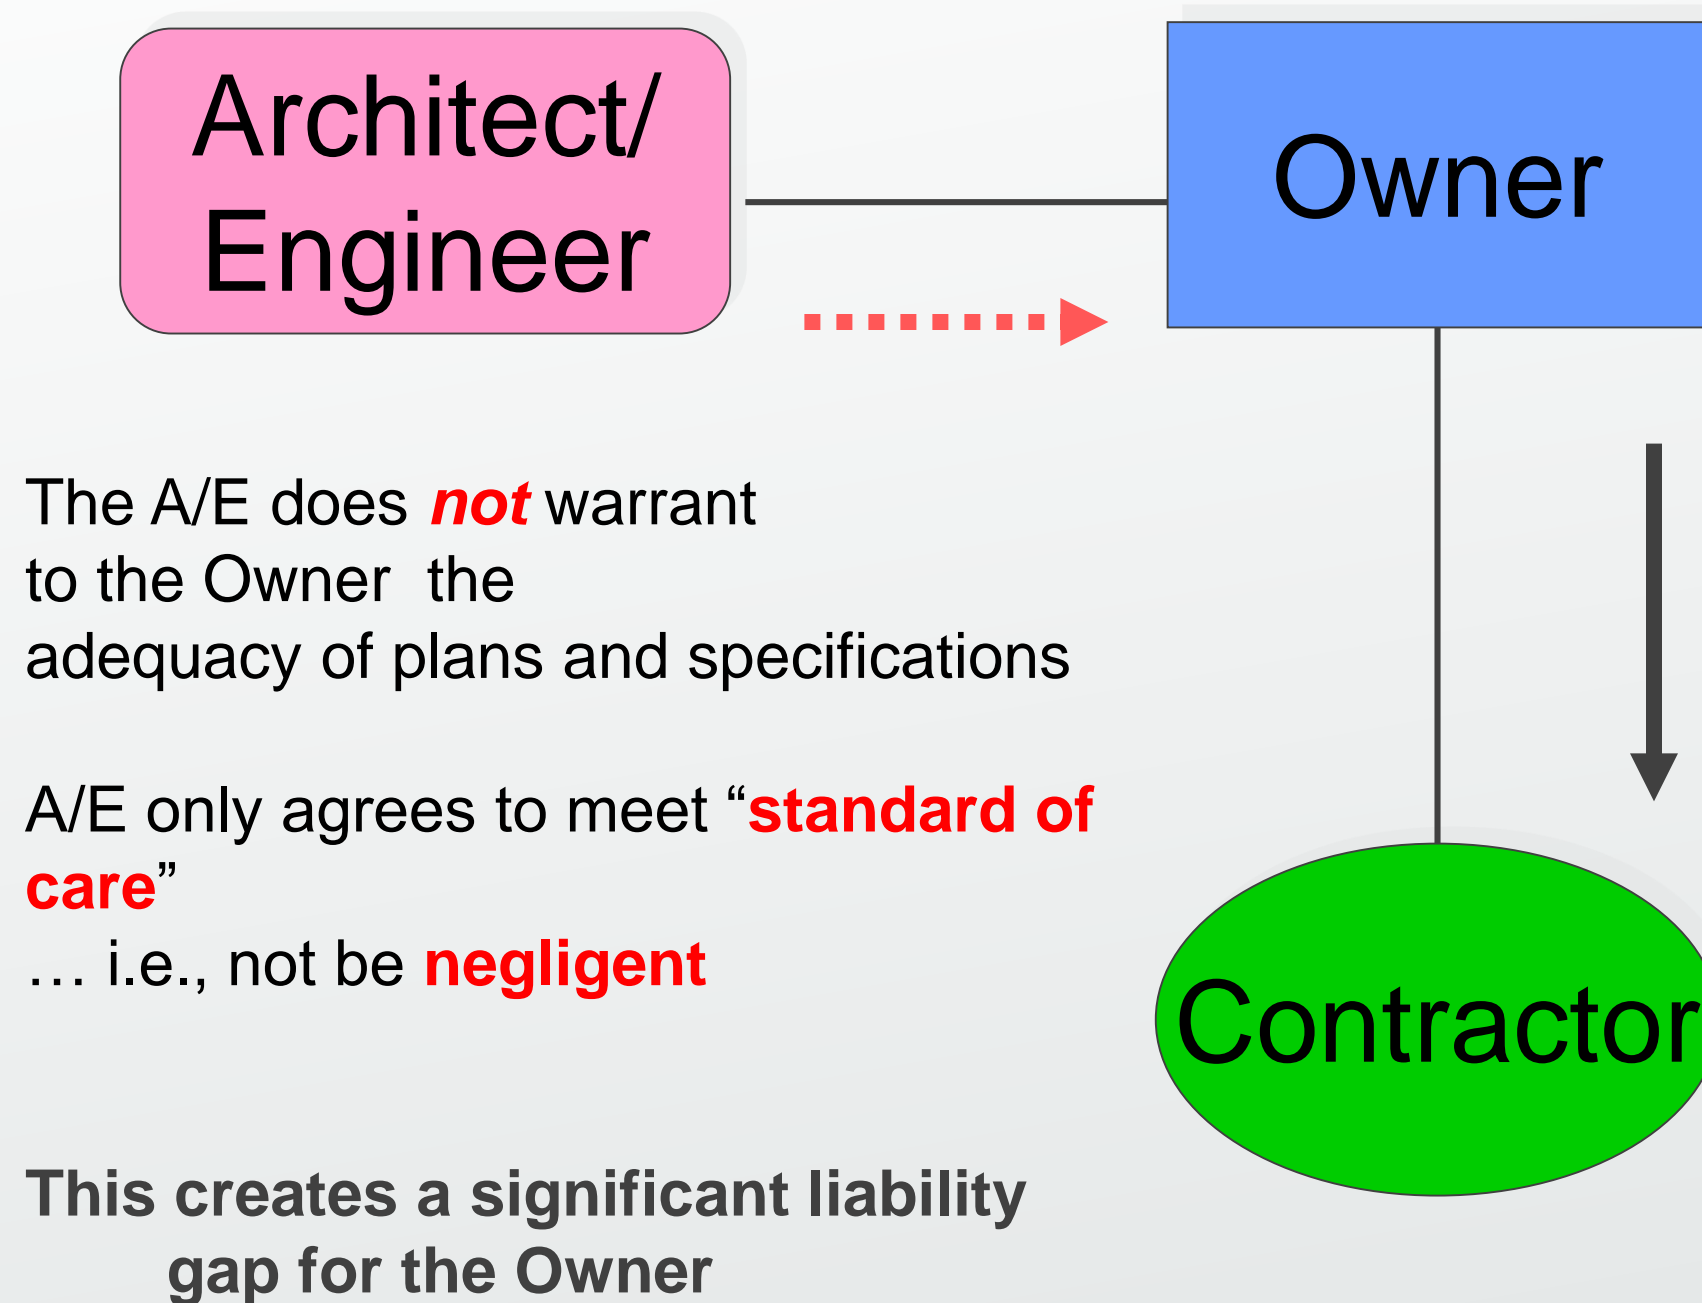 Architect/
Engineer
Owner
The A/E does not warrant
to the Owner  the
adequacy of plans and specifications
A/E only agrees to meet “standard of
care”
… i.e., not be negligent
Contractor
This creates a significant liability
gap for the Owner